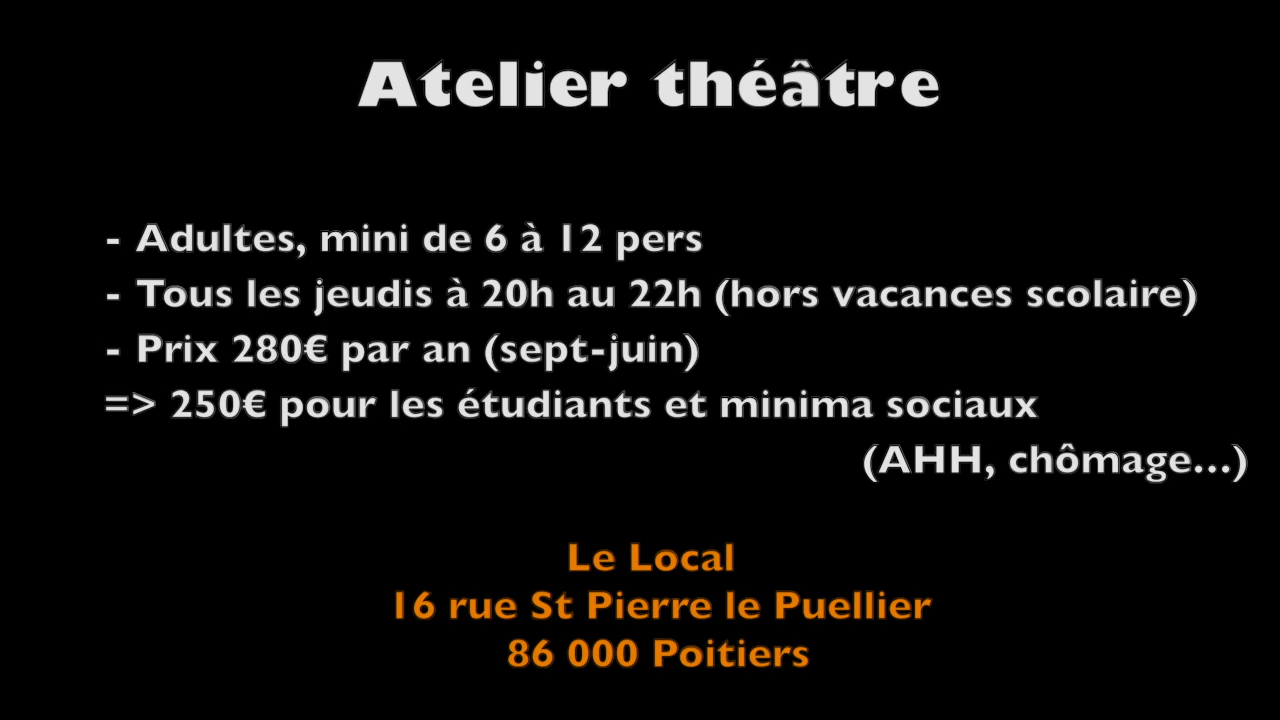 Atelier théâtre
- Adultes, mini de 6 à 12 pers
- Tous les jeudis à 20h au 22h (hors vacances scolaire)
- Prix 280€ par an (sept-juin)
=> 250€ pour les étudiants et minima sociaux
(AHH, chômage...)
Le Local
16 rue St Pierre le Puellier
86 000 Poitiers